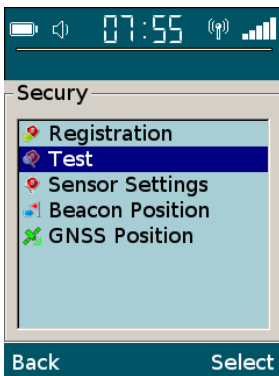 07:55
Secury
Registration
Test
Sensor Settings
Beacon Position
GNSS Position
Back Select